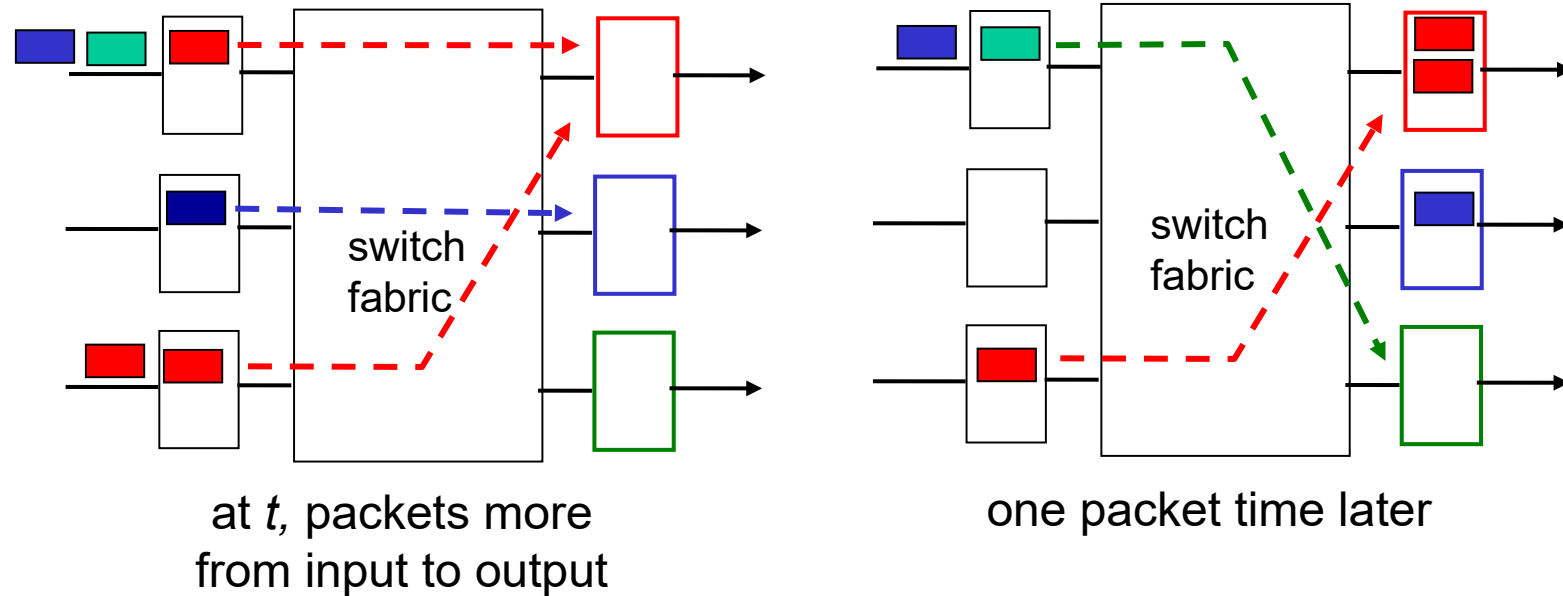 switch
fabric
at t, packets more
from input to output
switch
fabric
one packet time later